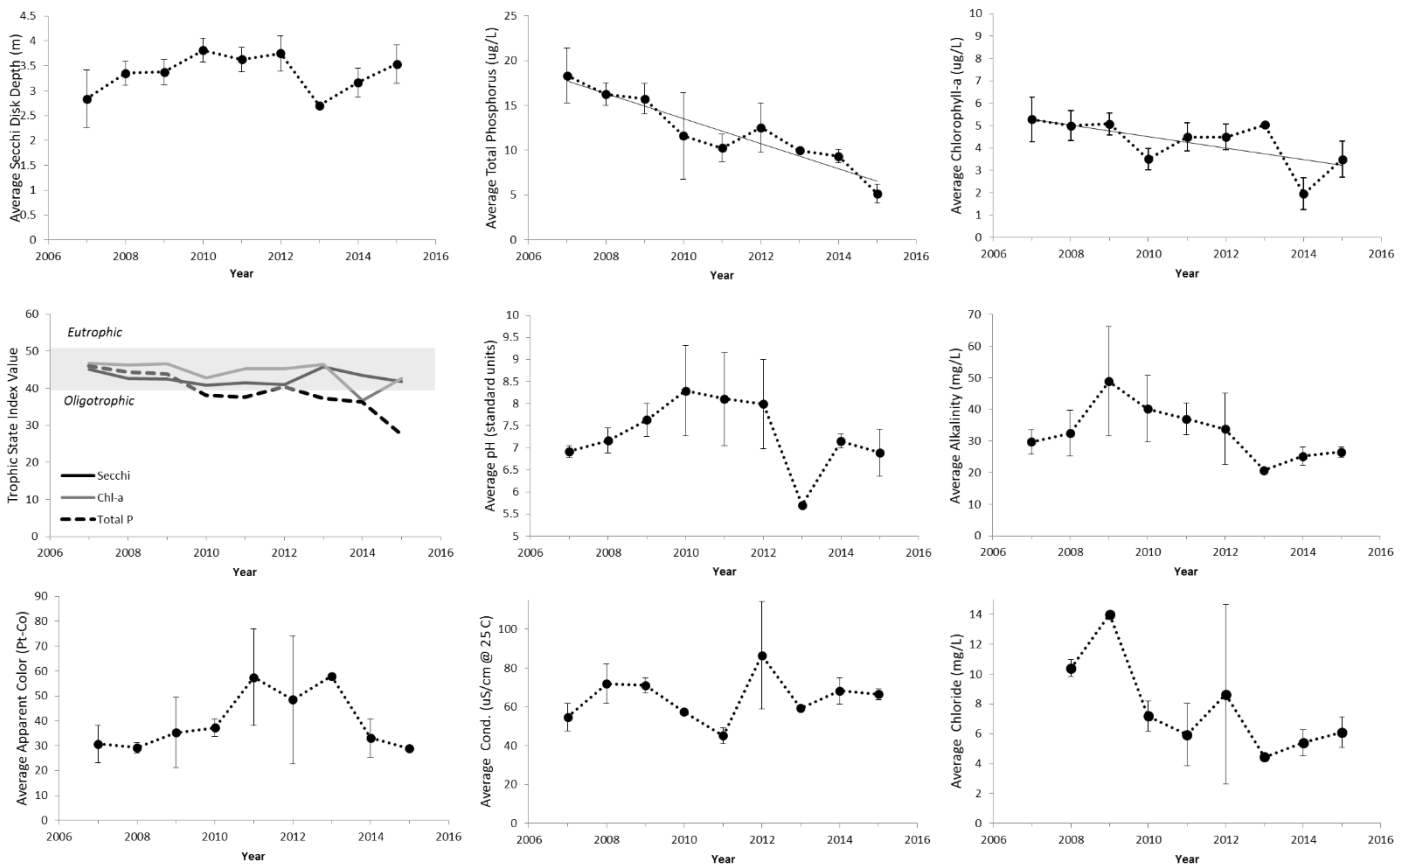 Average Secchi Disk Depth (m)
4.5
4
3.5
3
2.5
2
1.5
1
0.5
0
2006 2008 2010 2012 2014 2016
Year
Average Total Phosphorus (ug/L)
25
20
15
10
5
0
2006 2008 2010 2012 2014 2016
Year
Average Chlorophyll-a (ug/L)
10
9
8
7
6
5
4
3
2
1
0
2006 2008 2010 2012 2014 2016
Year
Trophic State Index Value
60
50
40
30
20
10
0
Eutrophic
Oligotrophic
Secchi
Chl-a
Total P
2006 2008 2010 2012 2014 2016
Year
Average pH (standard units)
10
9.5
9
8.5
8
7.5
7
6.5
6
5.5
5
2006 2008 2010 2012 2014 2016
Year
Average Alkalinity (mg/L)
70
60
50
40
30
20
10
0
2006 2008 2010 2012 2014 2016
Year
Average Apparent Color (Pt-Co)
90
80
70
60
50
40
30
20
10
0
2006 2008 2010 2012 2014 2016
Year
Average Cond. (uS/cm @ 25 C)
100
80
60
40
20
0
2006 2008 2010 2012 2014 2016
Year
Average Chloride (mg/L)
14
12
10
8
6
4
2
0
2006 2008 2010 2012 2014 2016
Year